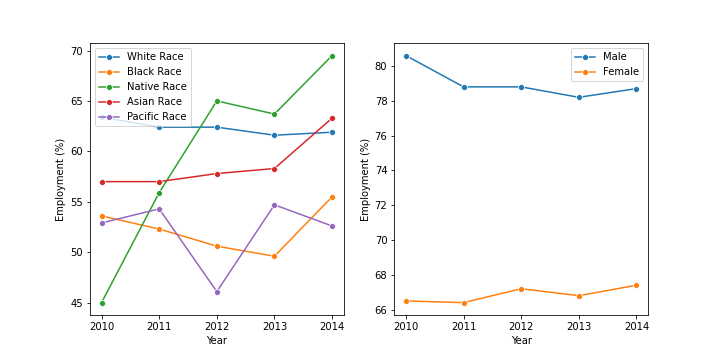 White Race
Black Race
Native Race
Asian Race
Pacific Race
70
65
60
55
50
45
Employment (%)
2010 2011 2012 2013 2014
Year
Male
Female
80
78
76
74
72
70
68
66
Employment (%)
2010 2011 2012 2013 2014
Year